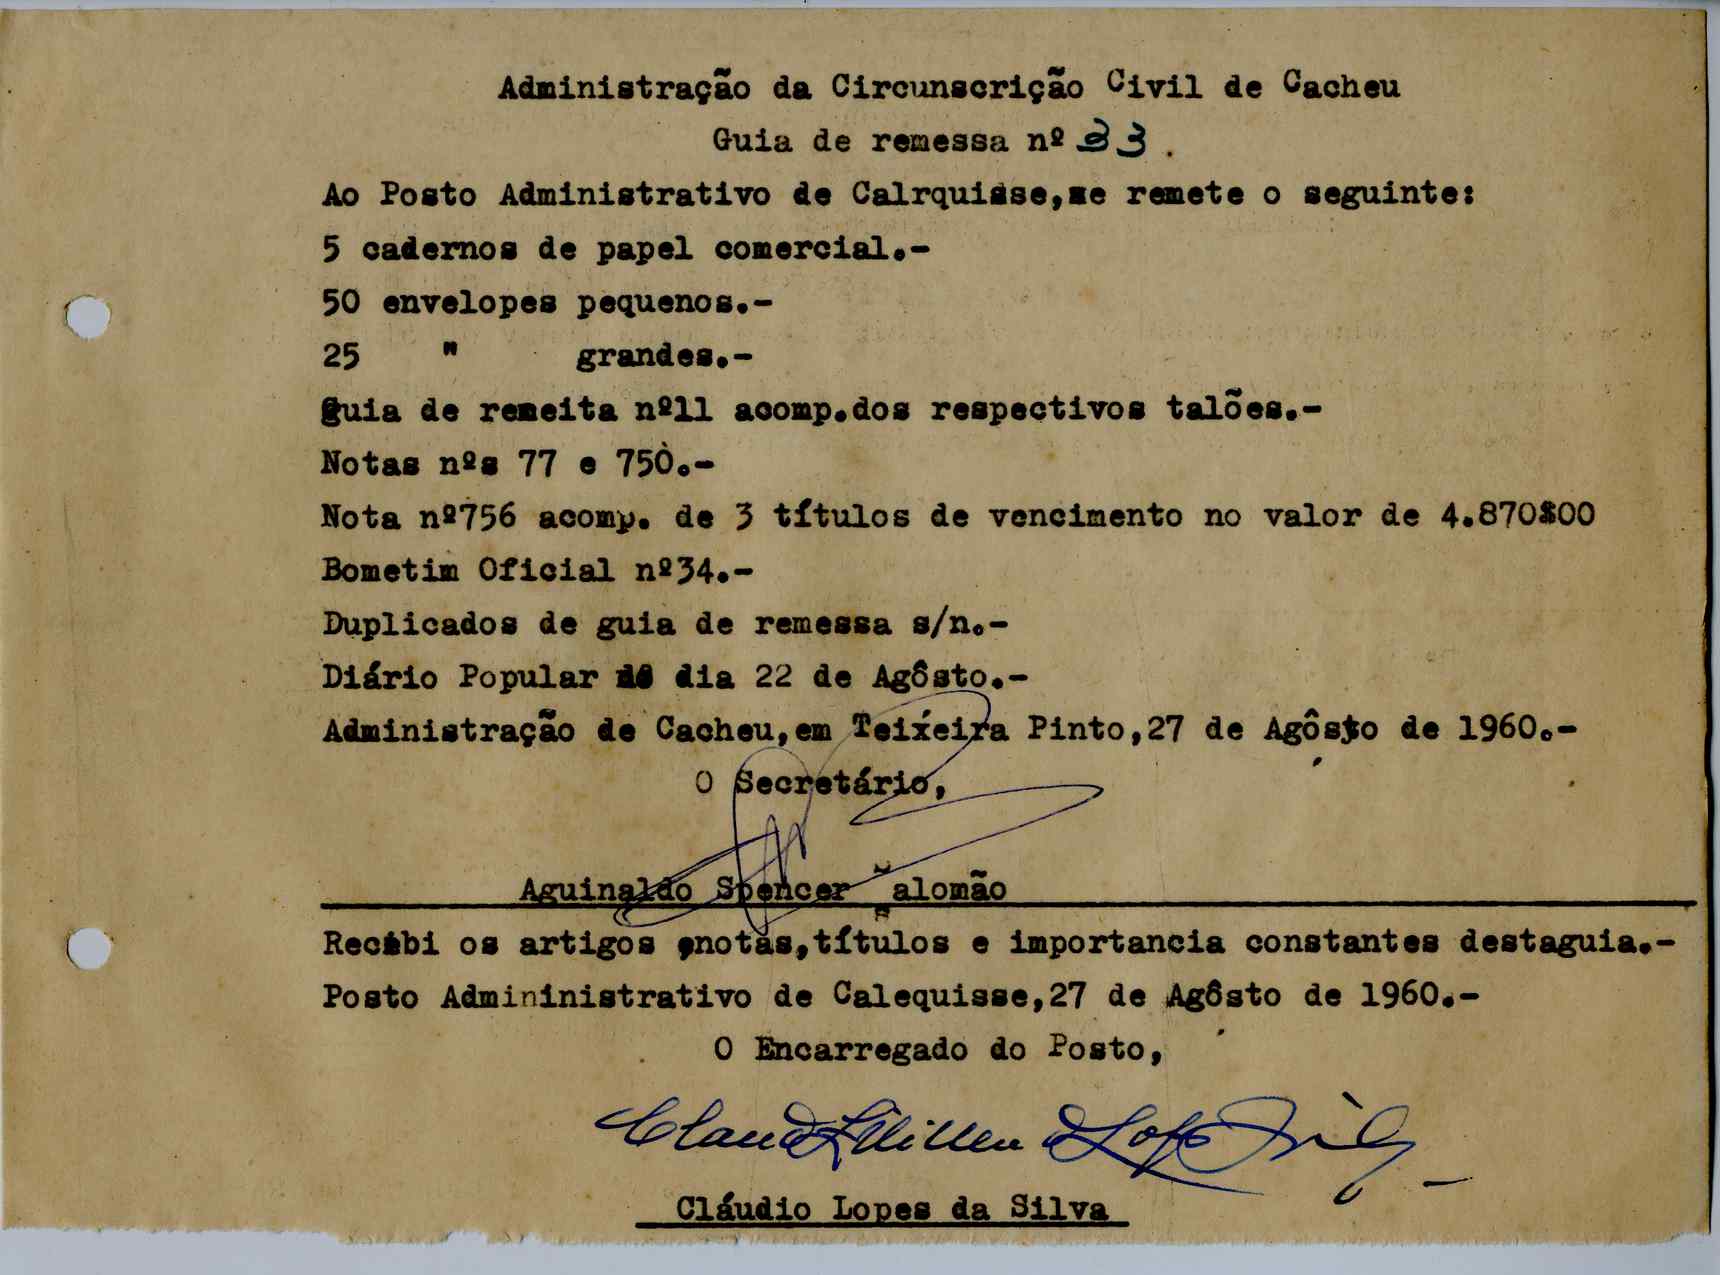 Administração da Circunscrição Civil de Cacheu
Guia de remessa nº 33 .
Ao Posto Administrativo de Calrquisse,se remete o seguinte:
5 cadernos de papel comercial.-
50 envelopes pequenos.-
25 " grandes.-
guia de reseita nº11 acomp.dos respectivos talões.-
Notas nºs 77 e 750.-
Nota nº756 acomp. de 3 títulos de vencimento no valor de 4.870$00
Bometim Oficial nº34.-
Duplicados de guia de remessa s/n.-
Diário Popular do dia 22 de Agôsto.-
Administração de Cacheu,em Teixeira Pinto,27 de Agôsto de 1960.-
O Secretário,
Aguinaldo Spencer Salomão
Recebi os artigos ,notas,títulos e importancia constantes destaguia.-
Posto Admininistrativo de Calequisse,27 de Agôsto de 1960.-
O Encarregado do Posto,
Cláudio Lopes da Silva